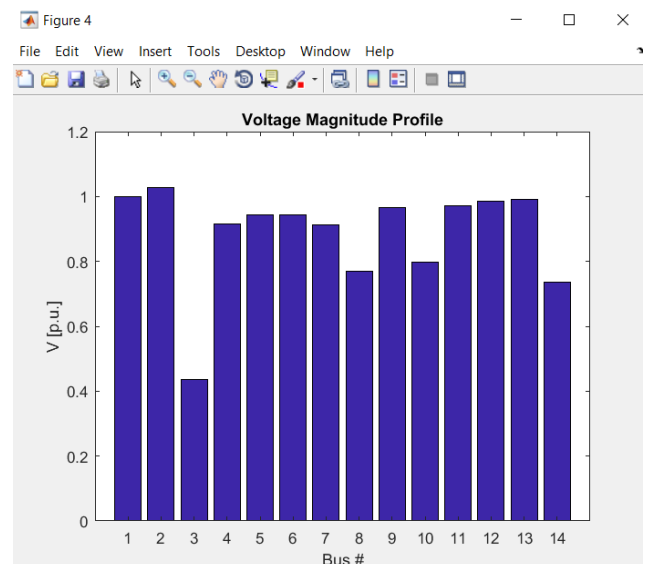 Figure 4
File Edit View Insert Tools Desktop Window Help
Voltage Magnitude Profile
1.2
1
0.8
0.6
0.4
0.2
0
V [p.u.]
1 2 3 4 5 6 7 8 9 10 11 12 13 14
Bus #